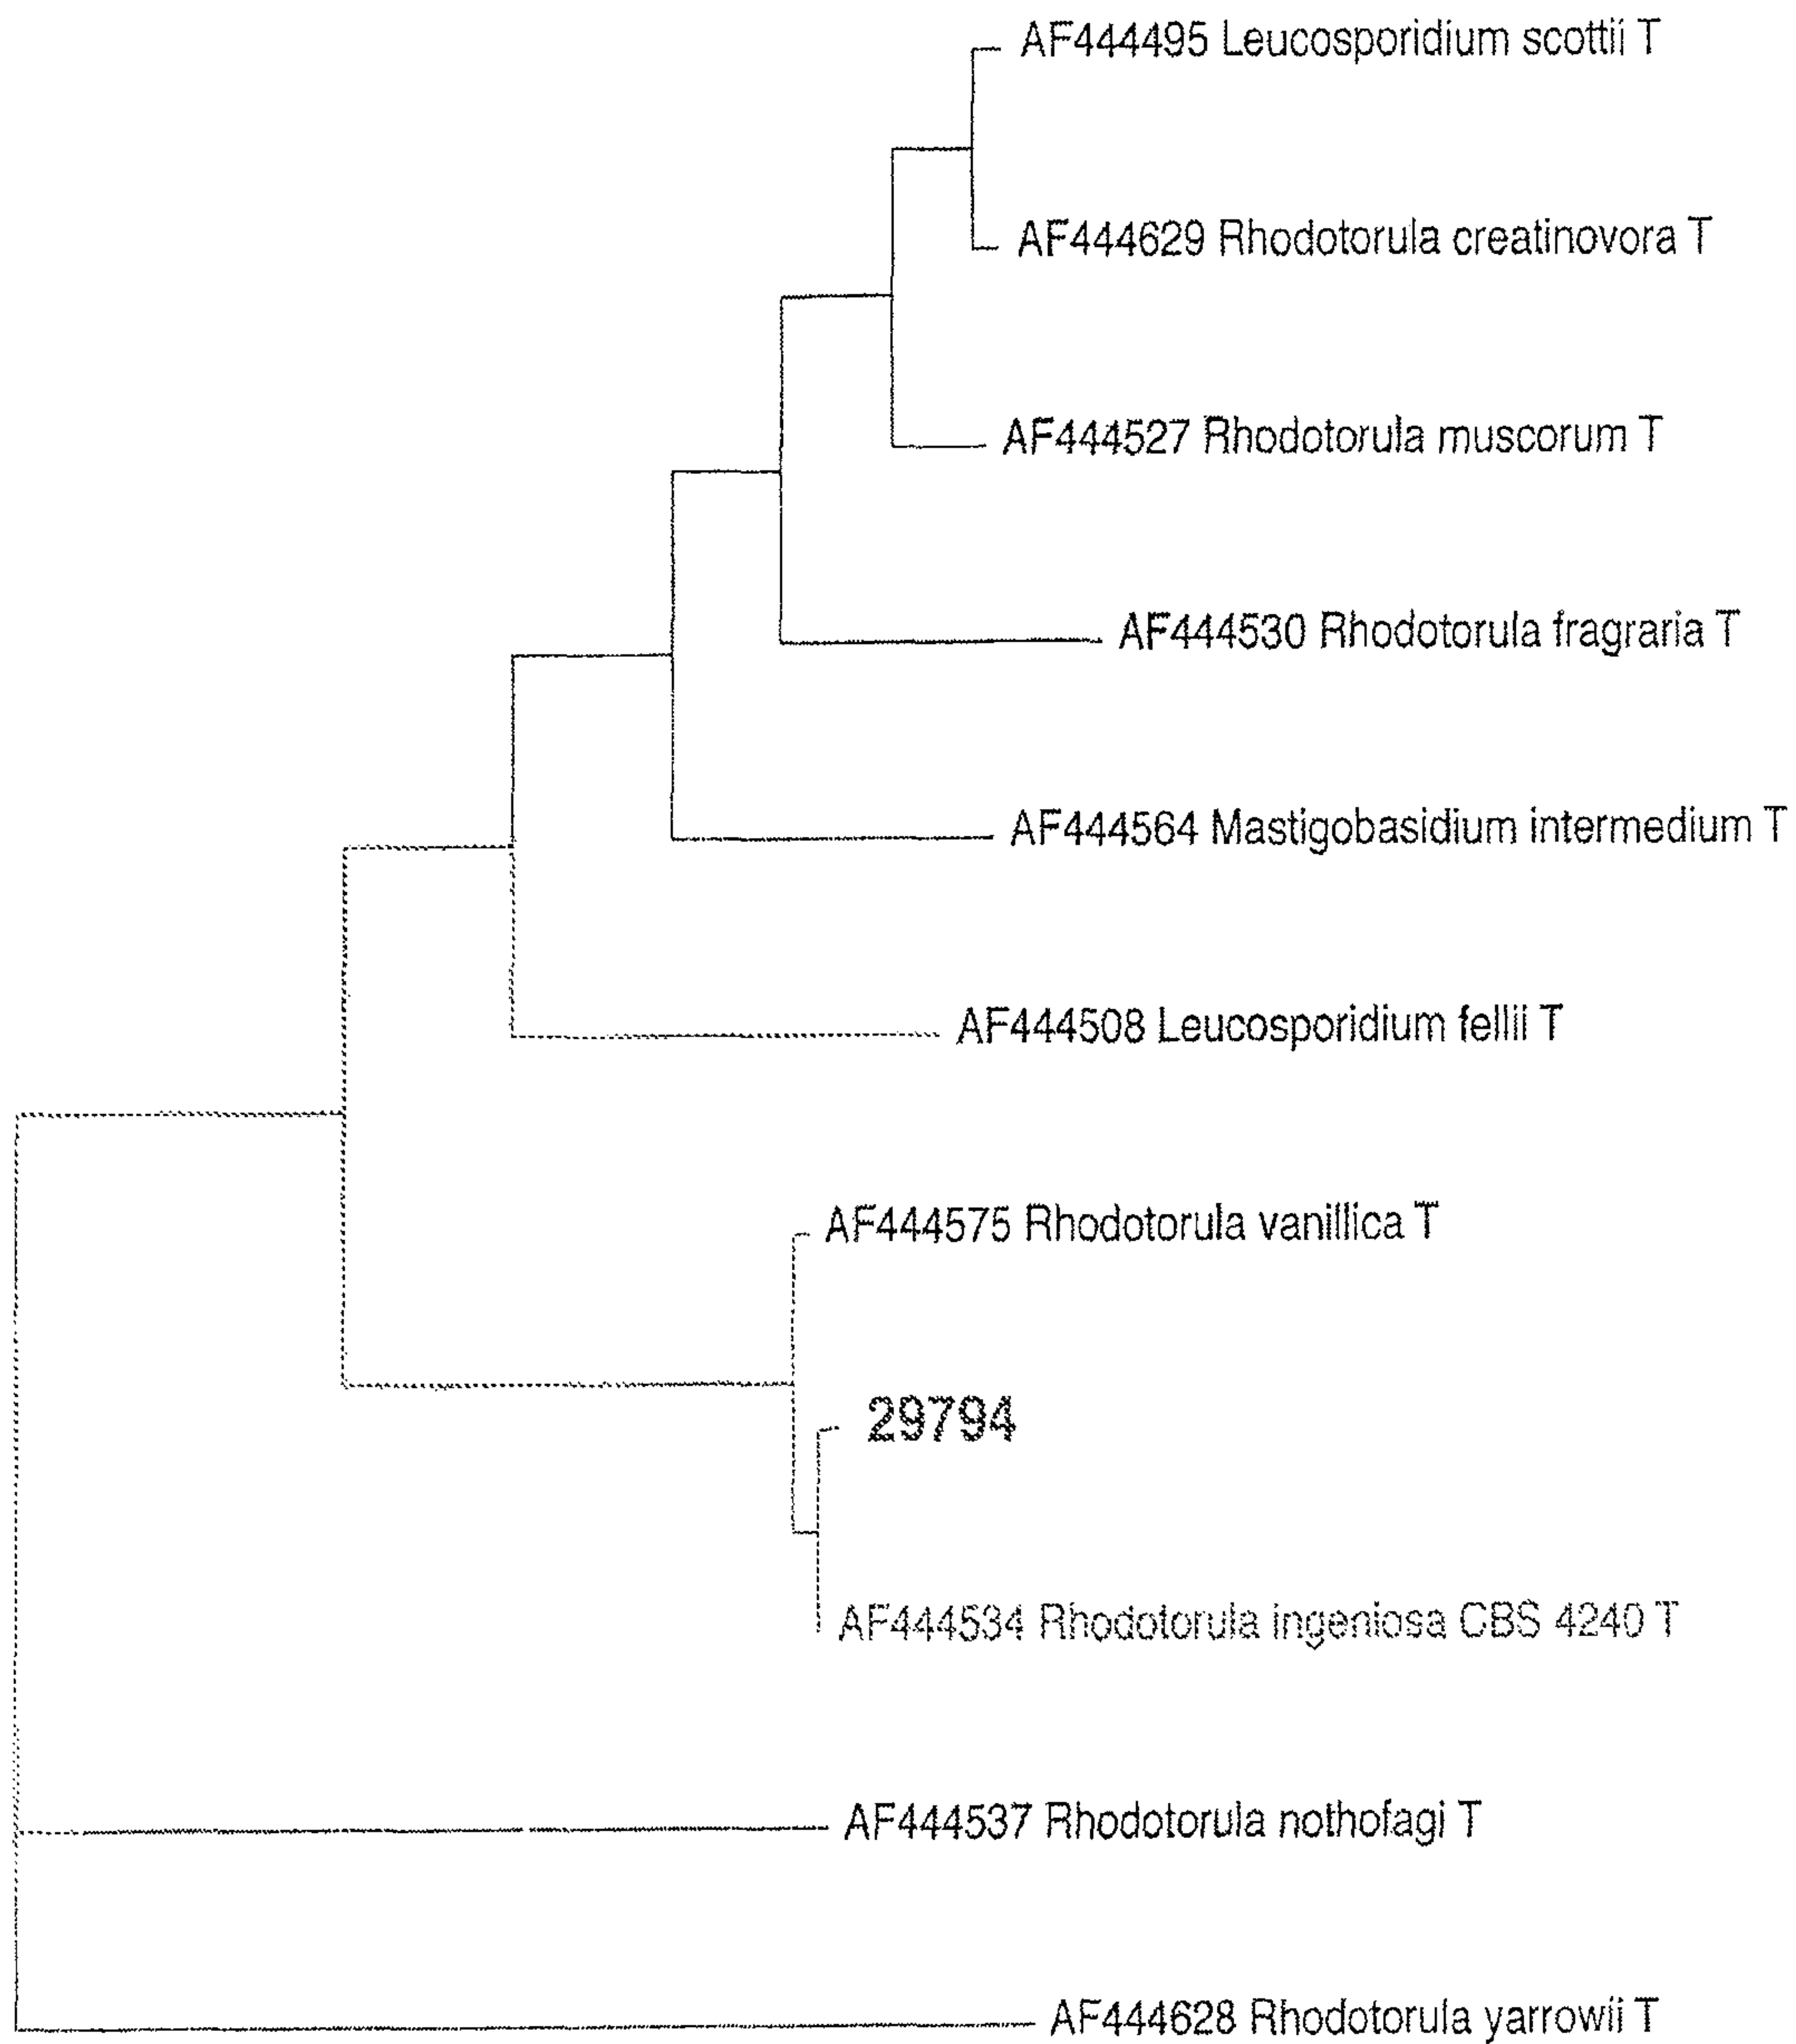 AF444495 Leucosporidium scottii T
AF444629 Rhodotorula creatinovora T
AF444527 Rhodotorula muscorum T
AF444530 Rhodotorula fragraria T
AF444564 Mastigobasidium intermedium T
AF444508 Leucosporidium fellii T
AF444575 Rhodotorula vanillica T
29794
AF444534 Rhodotorula ingeniosa CBS 4240 T
AF444537 Rhodotorula nothofagi T
AF444628 Rhodotorula yarrowii T